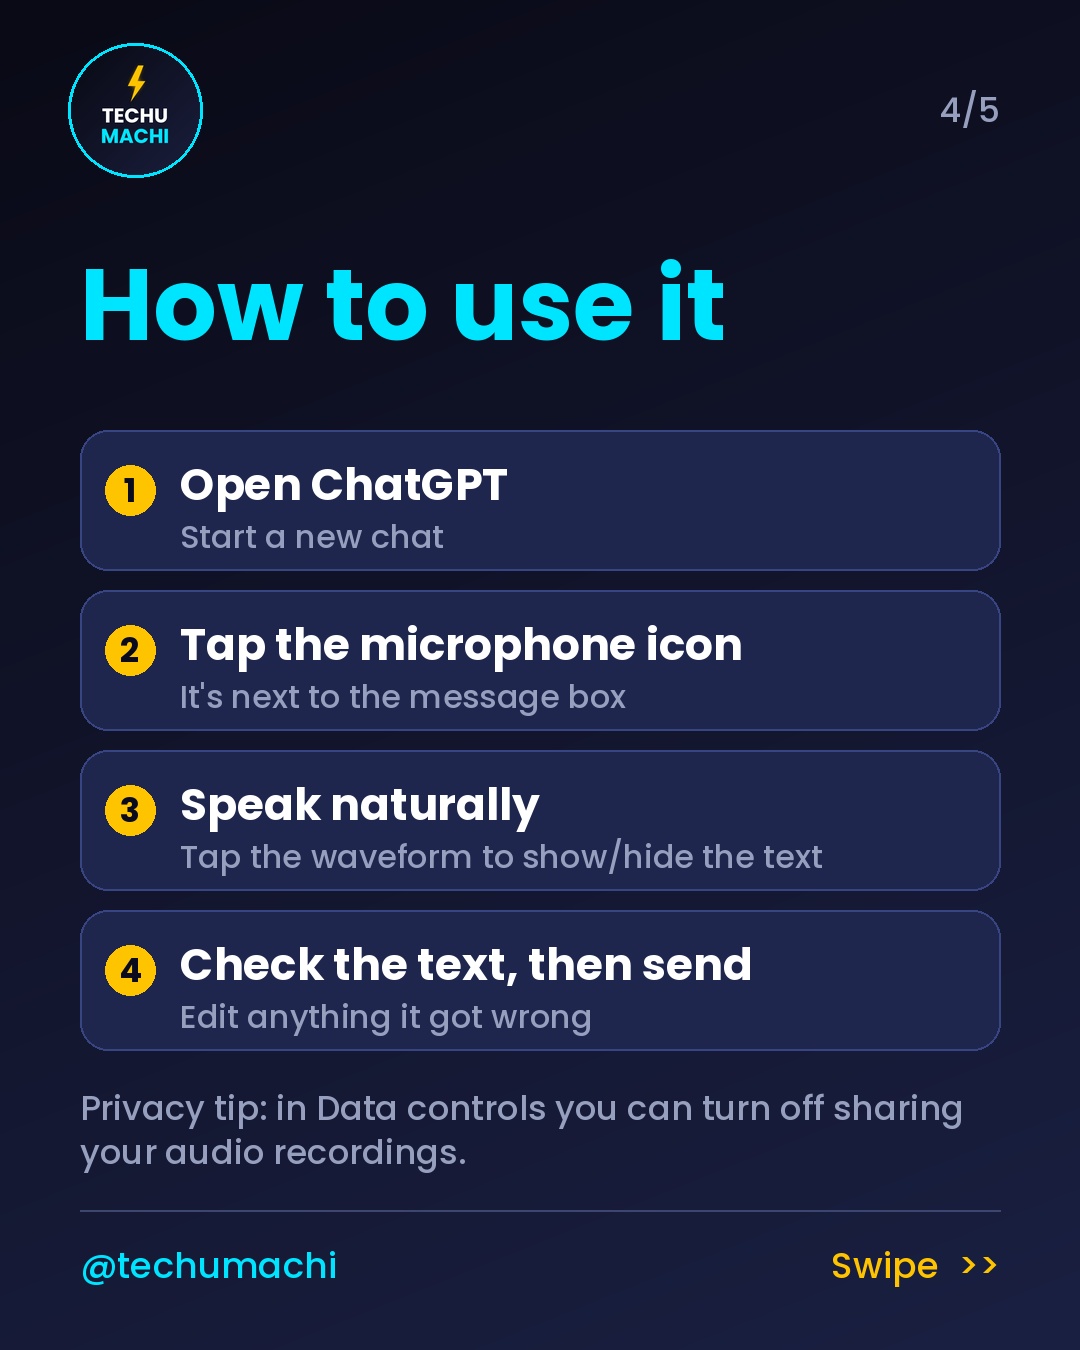 TECHU
MACHI
4/5
How to use it
1 Open ChatGPT
Start a new chat
2 Tap the microphone icon
It's next to the message box
3 Speak naturally
Tap the waveform to show/hide the text
4 Check the text, then send
Edit anything it got wrong
Privacy tip: in Data controls you can turn off sharing
your audio recordings.
@techumachi
Swipe >>